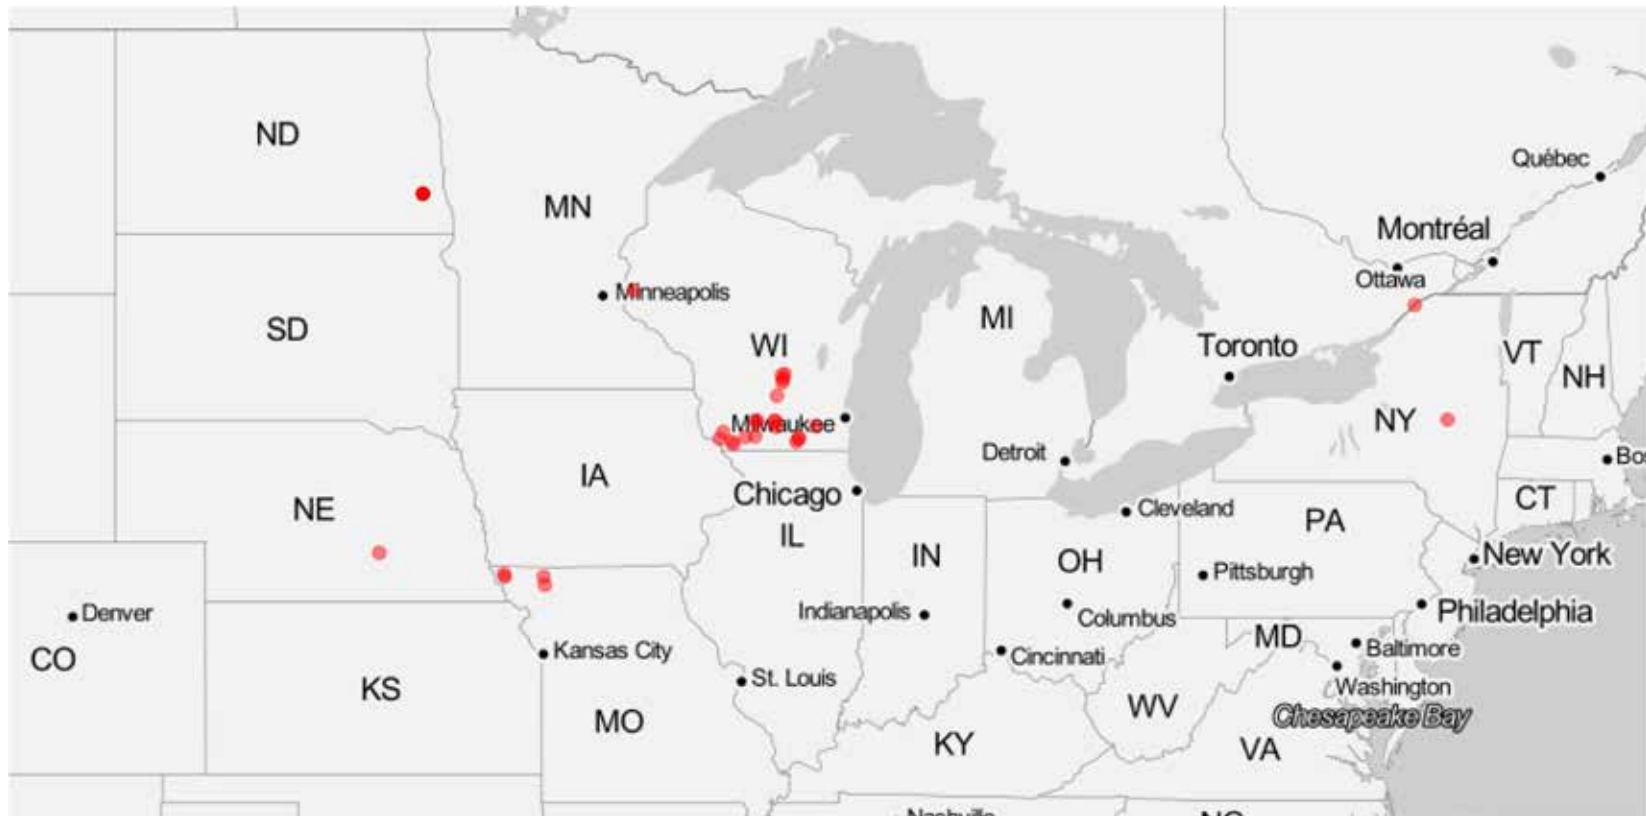 Québec
ND
Montréal
MN
Ottawa
Minneapolis
SD
MI
WI
Toronto
VT
NH
Milwaukee
NY
Detroit
Bos
IA
Chicago
CT
NE
Cleveland
PA
IL
IN
OH
New York
Pittsburgh
Denver
Indianapolis
Columbus
Philadelphia
MD
Baltimore
CO
Kansas City
Cincinnati
St. Louis
Washington
KS
WV
Chesapeake Bay
MO
KY
VA